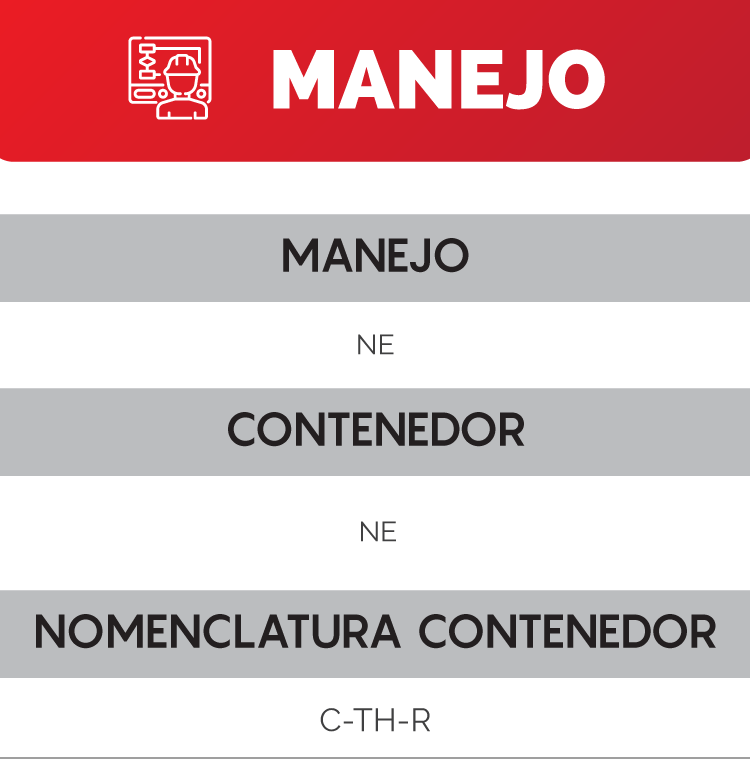 MANEJO
MANEJO
NE
CONTENEDOR
NE
NOMENCLATURA CONTENEDOR
C-TH-R